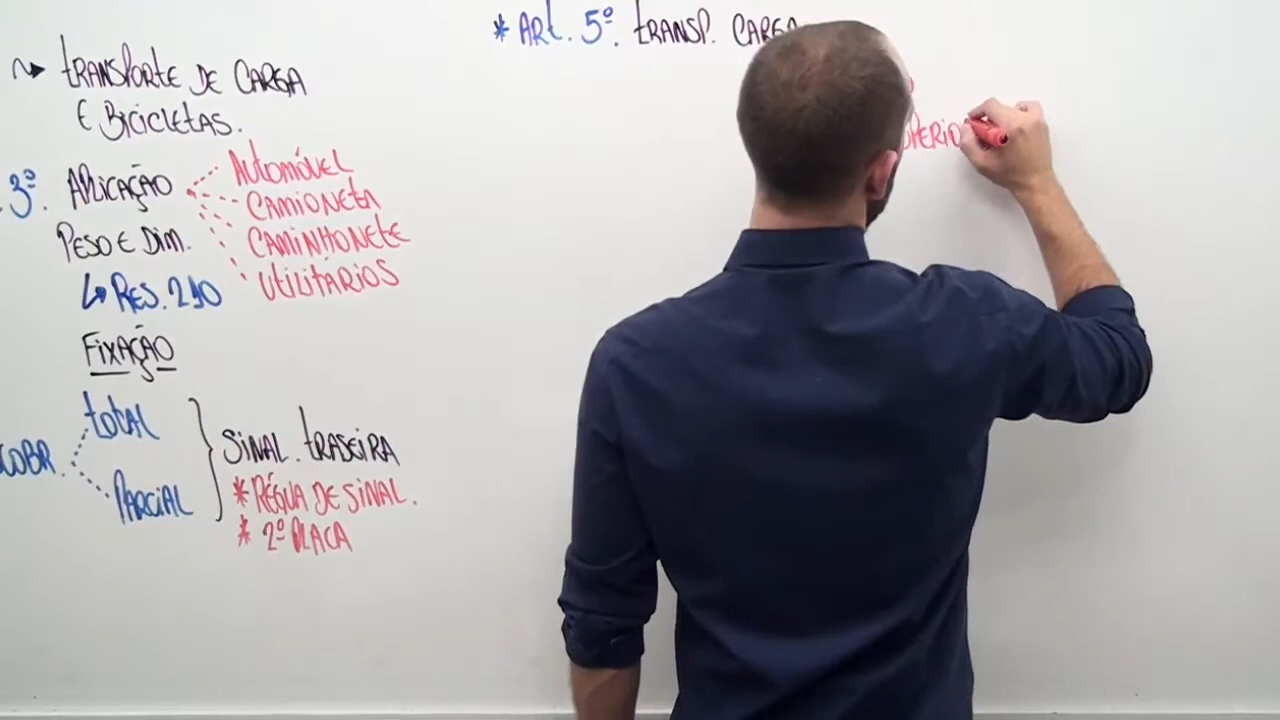 TRANSPORTE DE CARGA
E BICICLETAS.
3º. APLICAÇÃO
AUTOMÓVEL
CAMIONETA
CAMINHONETE
UTILITÁRIOS
PESO E DIM.
RES. 210
FIXAÇÃO
COBR.
TOTAL
PARCIAL
SINAL. TRASEIRA
* RÉGUA DE SINAL.
* 2º PLACA
* ART. 5º. TRANSP. CARGA